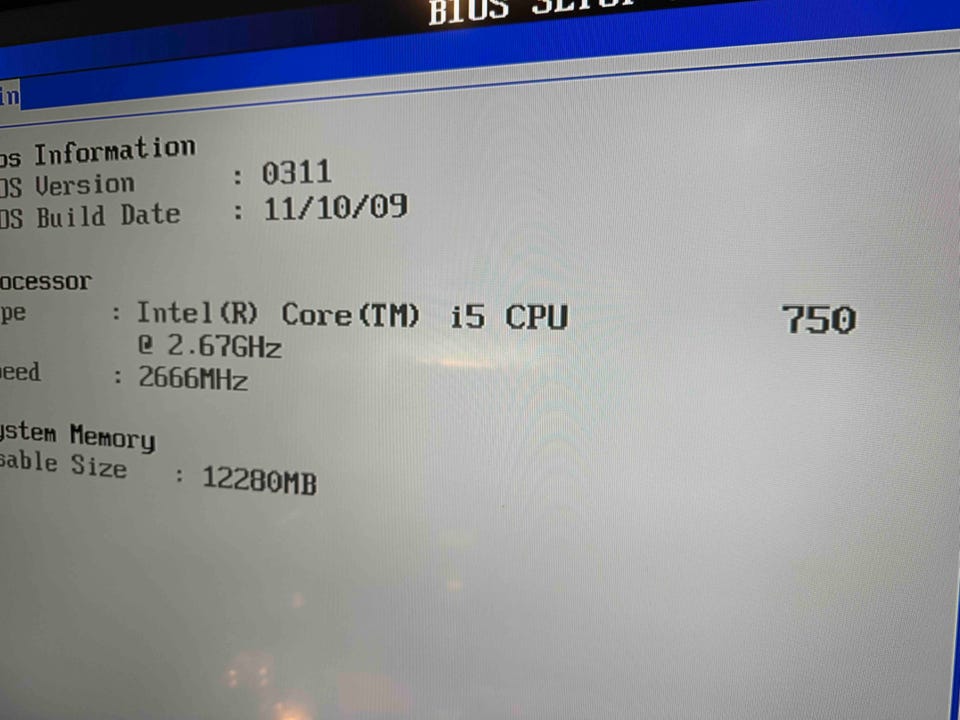 BIOS SETUP
in
os Information
OS Version : 0311
OS Build Date : 11/10/09
ocessor
pe : Intel(R) Core(TM) i5 CPU 750
@ 2.67GHz
eed : 2666MHz
ystem Memory
sable Size : 12280MB